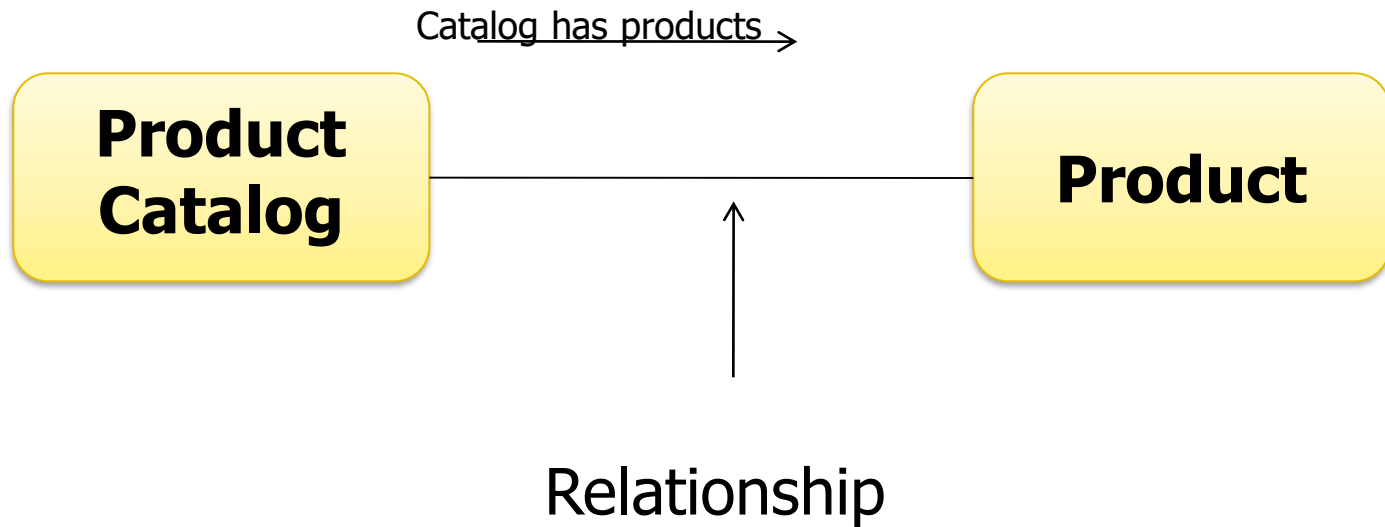 Catalog has products
Product
Catalog
Product
Relationship